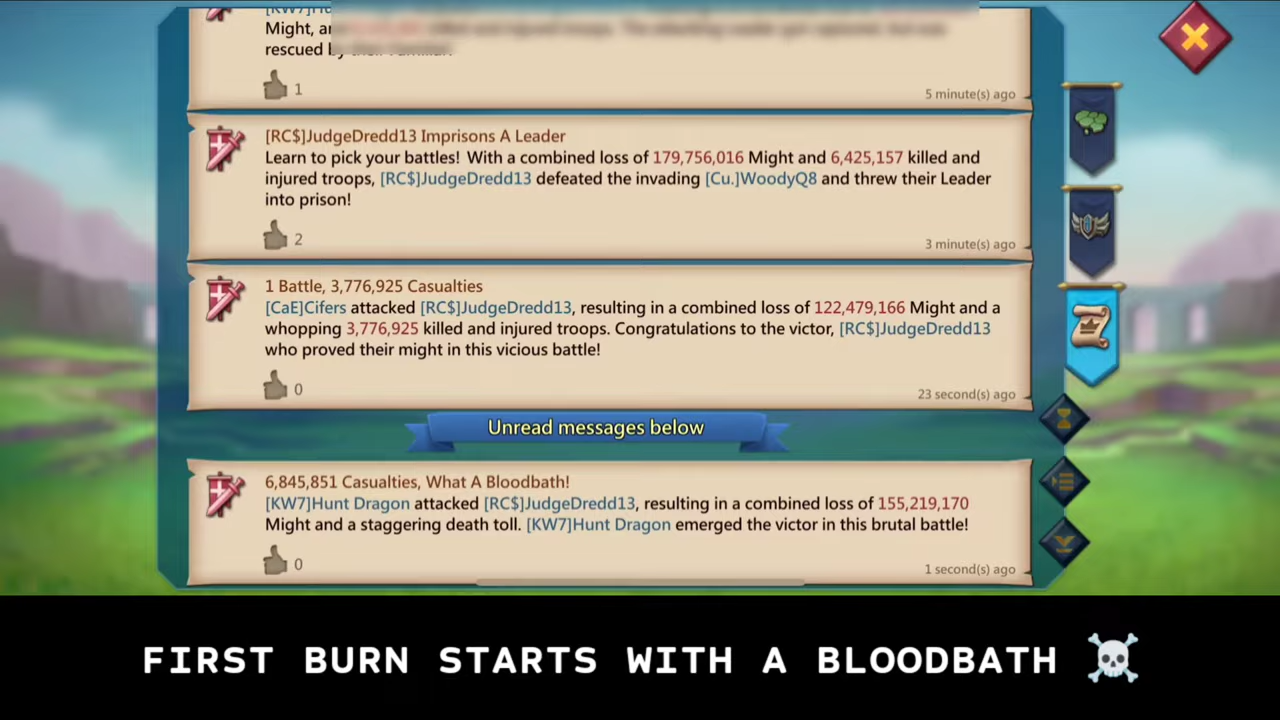 [KW7]Hu
Might, an
rescued by their Familiar.
1
5 minute(s) ago
[RC$]JudgeDredd13 Imprisons A Leader
Learn to pick your battles! With a combined loss of 179,756,016 Might and 6,425,157 killed and
injured troops, [RC$]JudgeDredd13 defeated the invading [Cu.]WoodyQ8 and threw their Leader
into prison!
2
3 minute(s) ago
1 Battle, 3,776,925 Casualties
[CaE]Cifers attacked [RC$]JudgeDredd13, resulting in a combined loss of 122,479,166 Might and a
whopping 3,776,925 killed and injured troops. Congratulations to the victor, [RC$]JudgeDredd13
who proved their might in this vicious battle!
0
23 second(s) ago
Unread messages below
6,845,851 Casualties, What A Bloodbath!
[KW7]Hunt Dragon attacked [RC$]JudgeDredd13, resulting in a combined loss of 155,219,170
Might and a staggering death toll. [KW7]Hunt Dragon emerged the victor in this brutal battle!
0
1 second(s) ago
FIRST BURN STARTS WITH A BLOODBATH ☠️